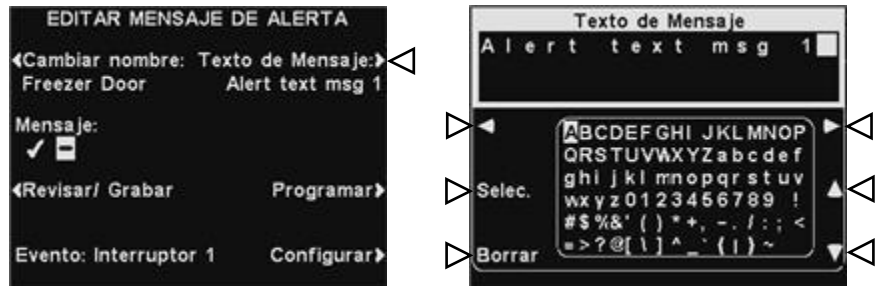 EDITAR MENSAJE DE ALERTA
Cambiar nombre: Texto de Mensaje:
Freezer Door Alert text msg 1
Mensaje:
Revisar/ Grabar Programar
Evento: Interruptor 1 Configurar
Texto de Mensaje
Alert text msg 1
ABCDEFGHIJKLMNOP
QRSTUVWXYZabcdef
ghijklmnopqrstuv
Selec.
wxyz0123456789 !
#$%&'()*+,-./:;<
=>?@[\]^_`{|}~
Borrar